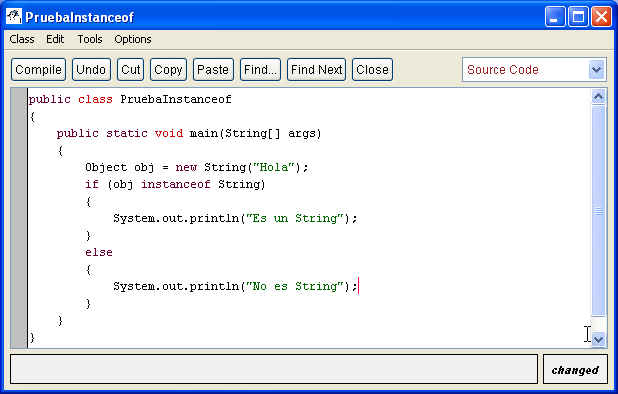 PruebaInstanceof
Class Edit Tools Options
Compile Undo Cut Copy Paste Find... Find Next Close Source Code
public class PruebaInstanceof
{
    public static void main(String[] args)
    {
        Object obj = new String("Hola");
        if (obj instanceof String)
        {
            System.out.println("Es un String");
        }
        else
        {
            System.out.println("No es String");
        }
    }
}
changed